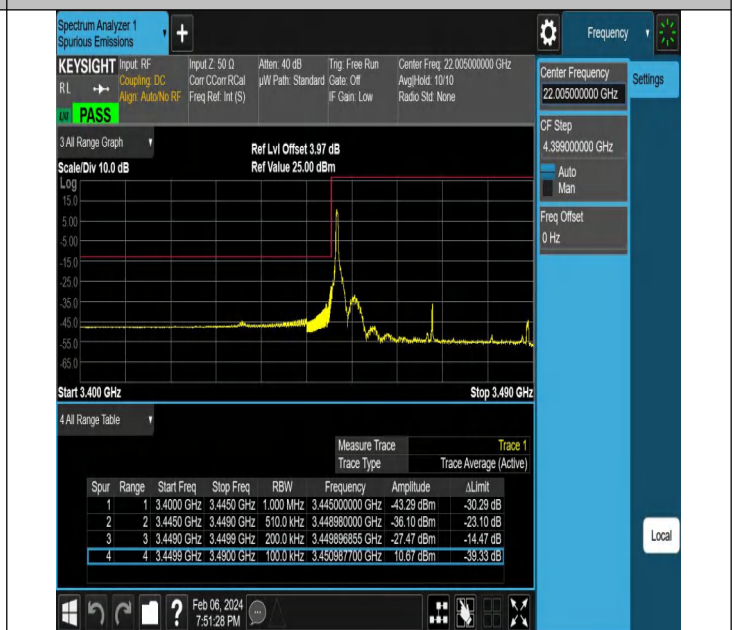 Spectrum Analyzer 1
Spurious Emissions
Frequency
KEYSIGHT Input: RF Input Z: 50 Ω Atten: 40 dB Trig: Free Run Center Freq: 22.005000000 GHz
RL Coupling: DC Corr CCorr RCal µW Path: Standard Gate: Off Avg|Hold: 10/10
Align: Auto/No RF Freq Ref: Int (S) IF Gain: Low Radio Std: None
PASS
Center Frequency
22.005000000 GHz
Settings
CF Step
4.399000000 GHz
Auto
Man
Freq Offset
0 Hz
3 All Range Graph
Ref Lvl Offset 3.97 dB
Scale/Div 10.0 dB Ref Value 25.00 dBm
Log
15.0
5.00
-5.00
-15.0
-25.0
-35.0
-45.0
-55.0
-65.0
Start 3.400 GHz Stop 3.490 GHz
4 All Range Table
Measure Trace Trace 1
Trace Type Trace Average (Active)
Spur Range Start Freq Stop Freq RBW Frequency Amplitude ΔLimit
1 1 3.4000 GHz 3.4450 GHz 1.000 MHz 3.445000000 GHz -43.29 dBm -30.29 dB
2 2 3.4450 GHz 3.4490 GHz 510.0 kHz 3.448980000 GHz -36.10 dBm -23.10 dB
3 3 3.4490 GHz 3.4499 GHz 200.0 kHz 3.449896855 GHz -27.47 dBm -14.47 dB
4 4 3.4499 GHz 3.4900 GHz 100.0 kHz 3.450987700 GHz 10.67 dBm -39.33 dB
Local
Feb 06, 2024
7:51:28 PM